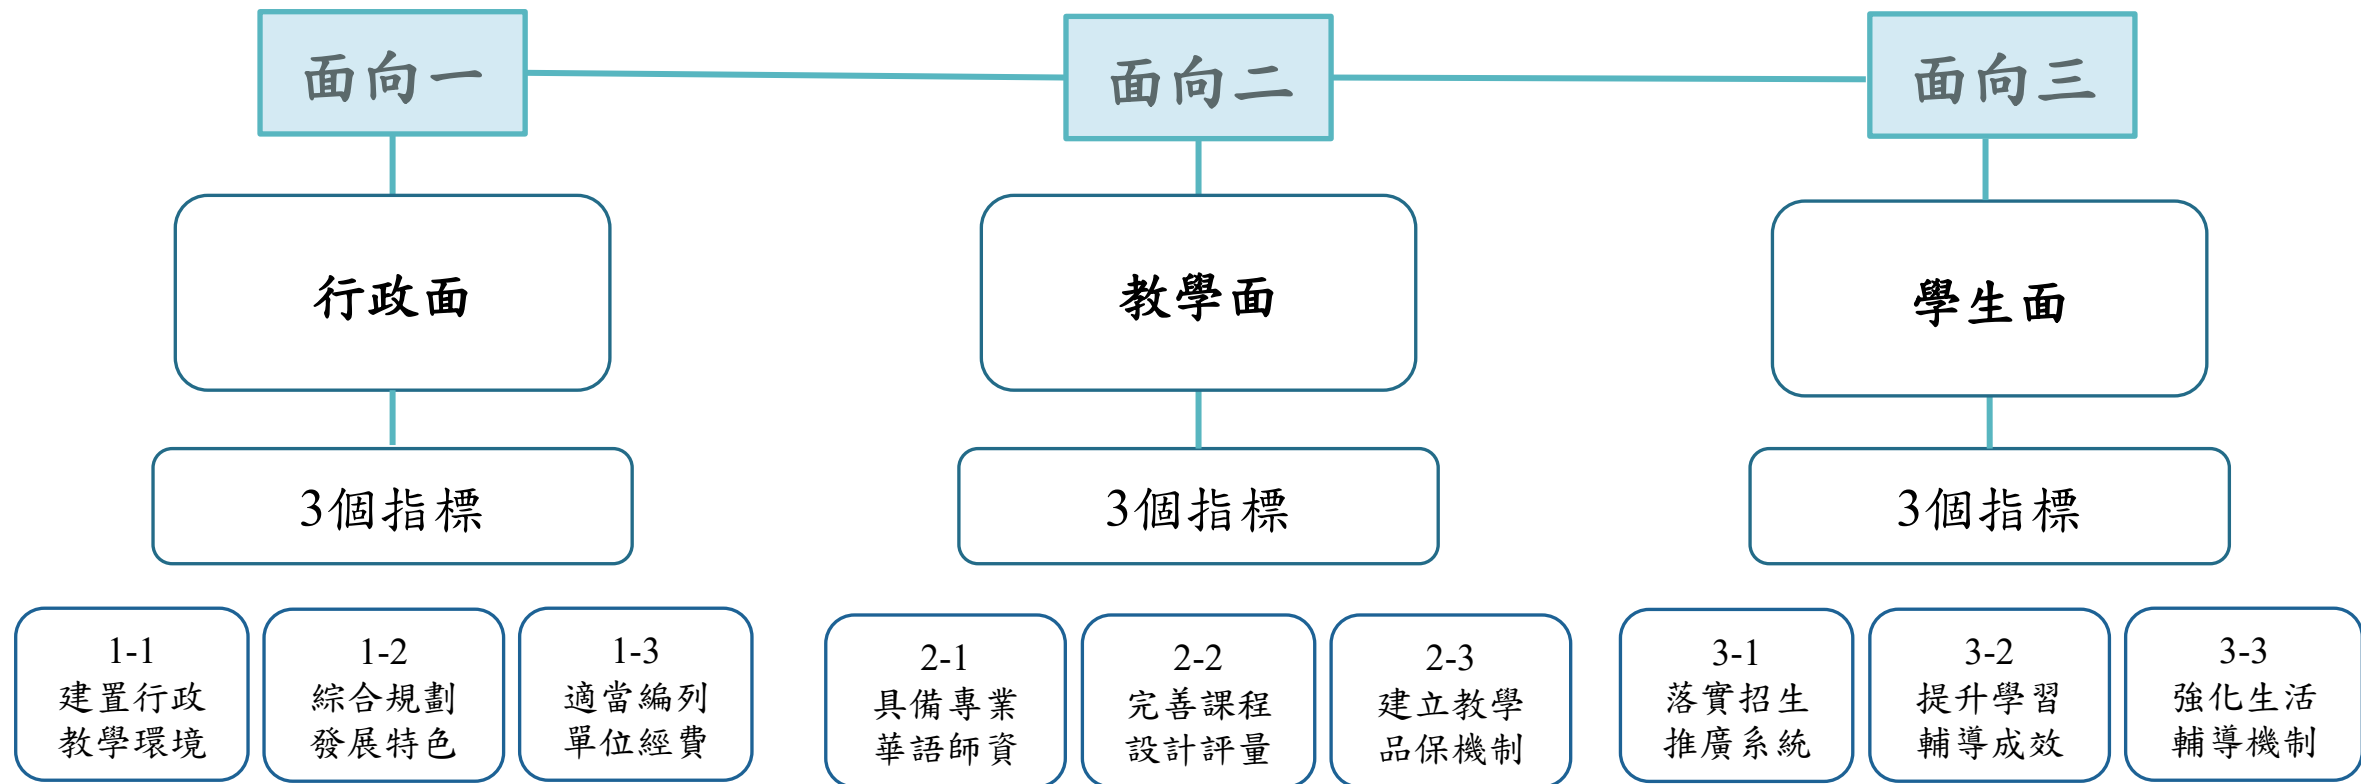 面向一
面向二
面向三
行政面
教學面
學生面
3個指標
3個指標
3個指標
1-1
建置行政
教學環境
1-2
綜合規劃
發展特色
1-3
適當編列
單位經費
2-1
具備專業
華語師資
2-2
完善課程
設計評量
2-3
建立教學
品保機制
3-1
落實招生
推廣系統
3-2
提升學習
輔導成效
3-3
強化生活
輔導機制